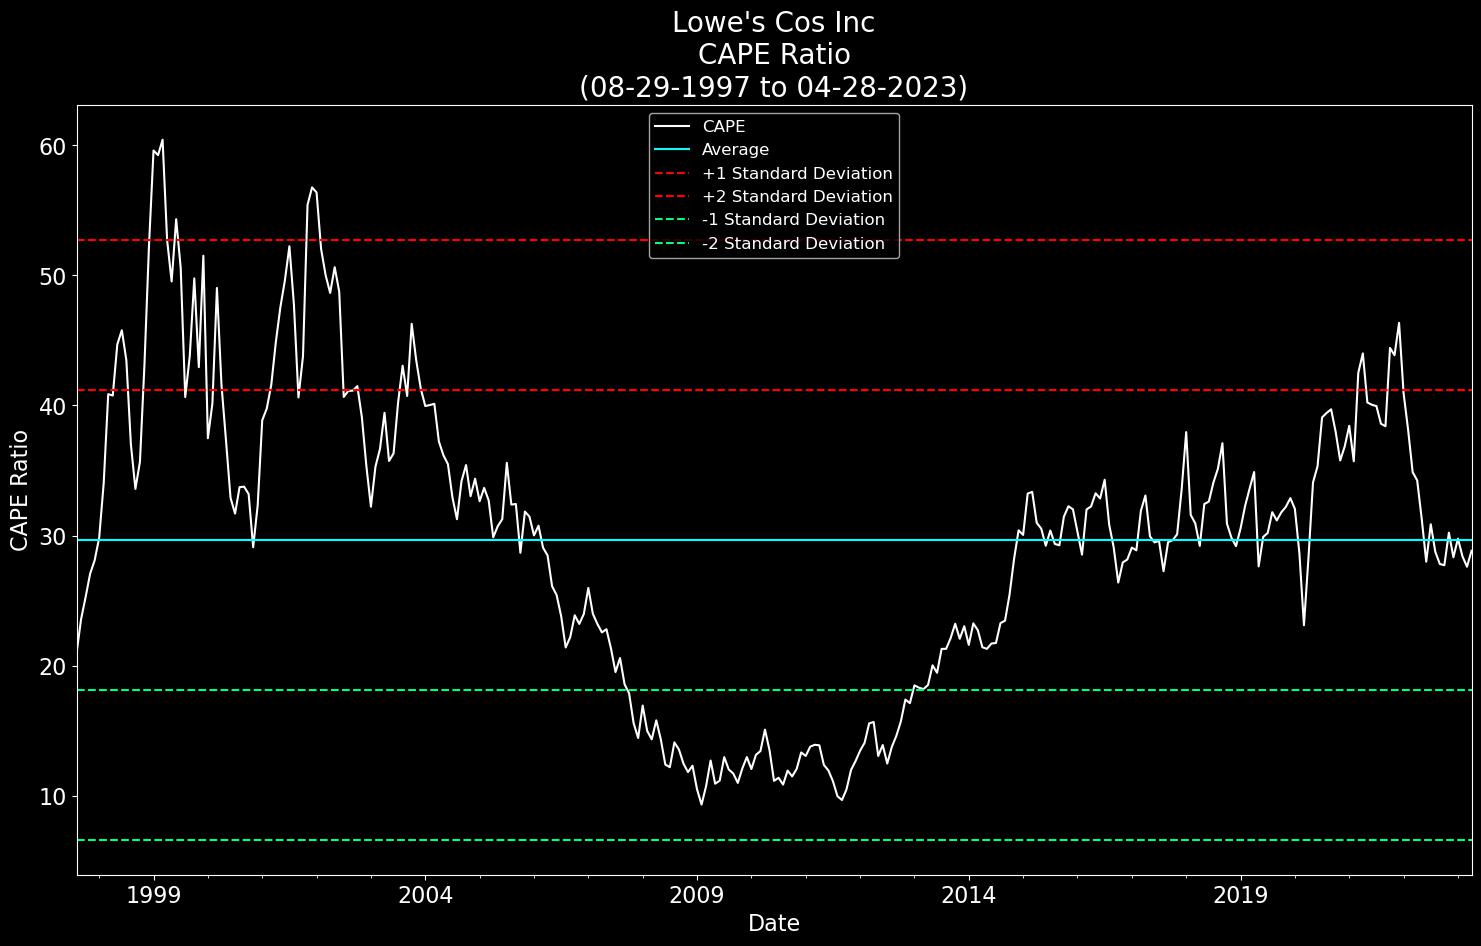 Lowe's Cos Inc
CAPE Ratio
(08-29-1997 to 04-28-2023)
CAPE
Average
+1 Standard Deviation
+2 Standard Deviation
-1 Standard Deviation
-2 Standard Deviation
60
50
40
30
20
10
CAPE Ratio
1999 2004 2009 2014 2019
Date